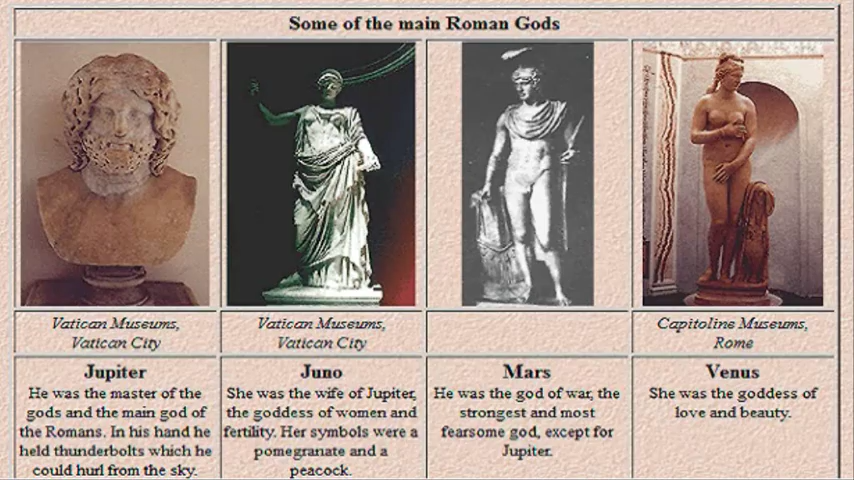 Some of the main Roman Gods
Vatican Museums,
Vatican City
Vatican Museums,
Vatican City
Capitoline Museums,
Rome
Jupiter
He was the master of the
gods and the main god of
the Romans. In his hand he
held thunderbolts which he
could hurl from the sky.
Juno
She was the wife of Jupiter,
the goddess of women and
fertility. Her symbols were a
pomegranate and a
peacock.
Mars
He was the god of war, the
strongest and most
fearsome god, except for
Jupiter.
Venus
She was the goddess of
love and beauty.